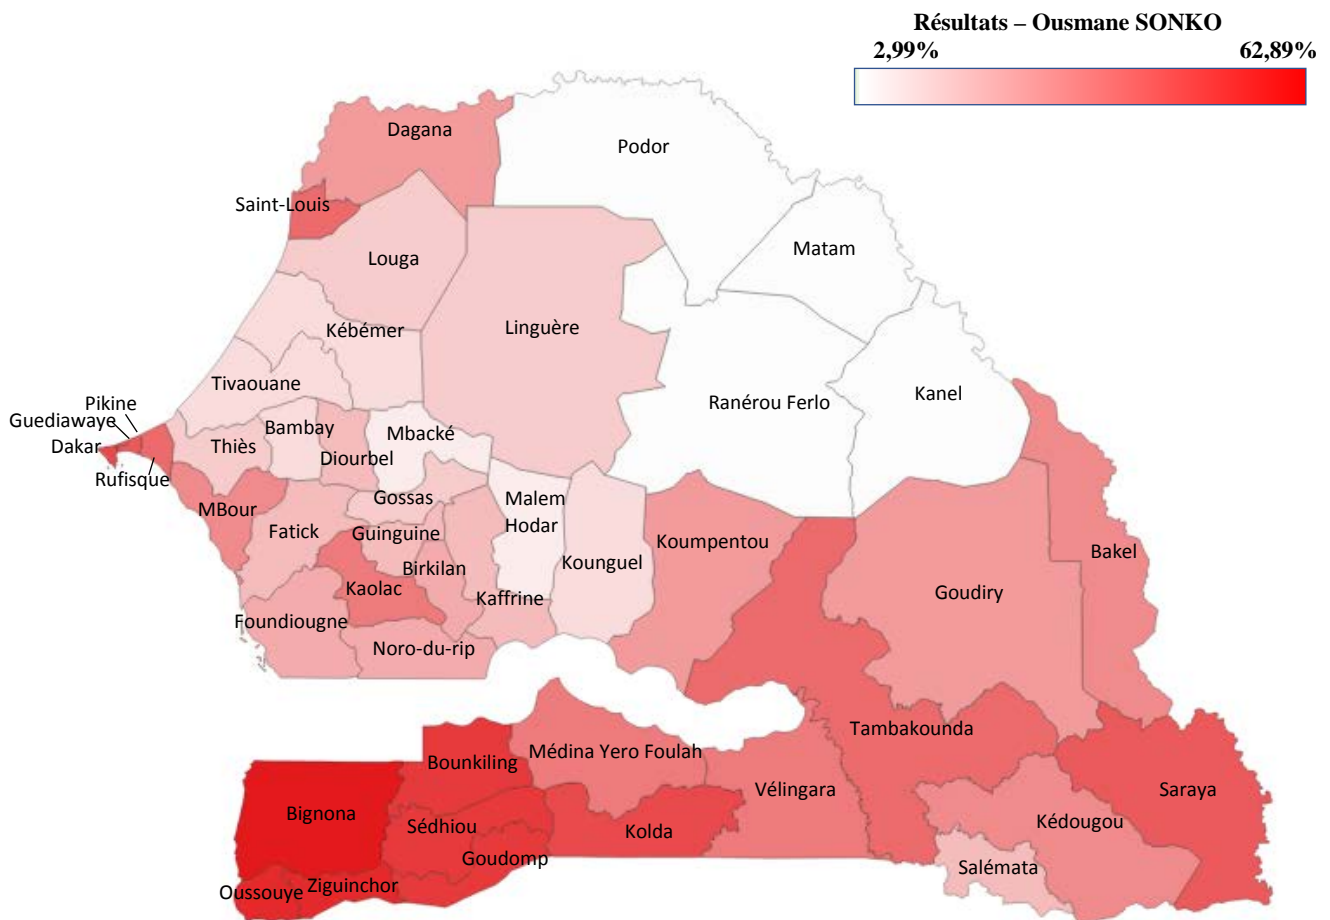 Résultats – Ousmane SONKO
2,99% 62,89%
Dagana
Podor
Saint-Louis
Matam
Louga
Kébémer
Linguère
Tivaouane
Kanel
Ranérou Ferlo
Pikine
Guediawaye
Dakar
Rufisque
Thiès
Bambay
Diourbel
Mbacké
MBour
Gossas
Malem
Hodar
Fatick
Guinguine
Koumpentou
Bakel
Kounguel
Birkilan
Kaolac
Kaffrine
Goudiry
Foundiougne
Noro-du-rip
Tambakounda
Médina Yero Foulah
Bounkiling
Vélingara
Saraya
Bignona
Sédhiou
Kolda
Kédougou
Goudomp
Salémata
Oussouye
Ziguinchor